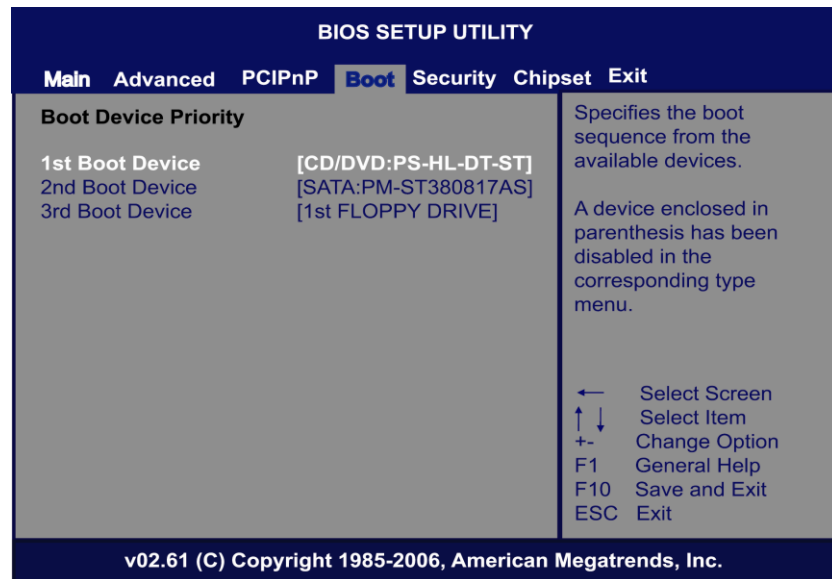 BIOS SETUP UTILITY
Main Advanced PCIPnP Boot Security Chipset Exit
Boot Device Priority
1st Boot Device [CD/DVD:PS-HL-DT-ST]
2nd Boot Device [SATA:PM-ST380817AS]
3rd Boot Device [1st FLOPPY DRIVE]
Specifies the boot
sequence from the
available devices.
A device enclosed in
parenthesis has been
disabled in the
corresponding type
menu.
← Select Screen
↑ ↓ Select Item
+- Change Option
F1 General Help
F10 Save and Exit
ESC Exit
v02.61 (C) Copyright 1985-2006, American Megatrends, Inc.